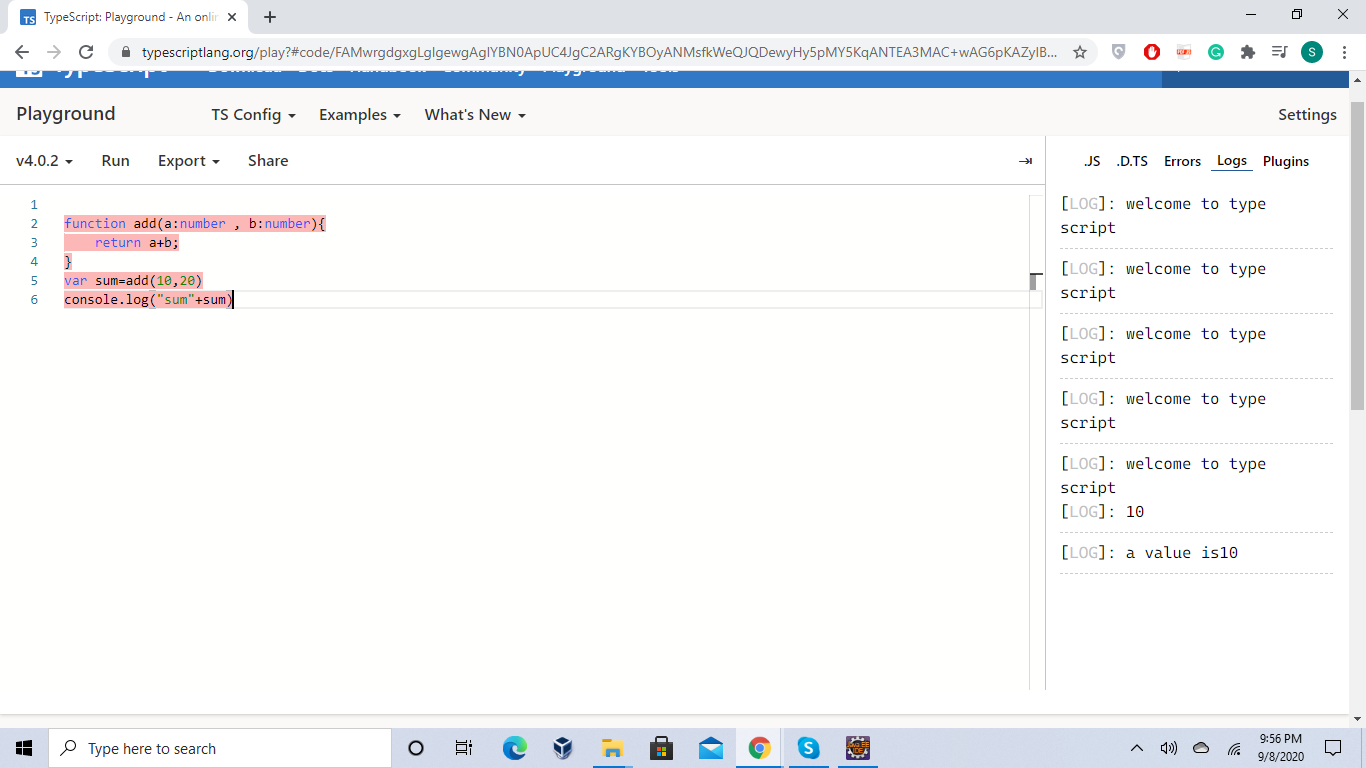 TypeScript: Playground - An onlin
typescriptlang.org/play?#code/
S
Playground
TS Config
Examples
What's New
Settings
v4.0.2
Run
Export
Share
.JS
.D.TS
Errors
Logs
Plugins
1
2 function add(a:number , b:number){
3 return a+b;
4 }
5 var sum=add(10,20)
6 console.log("sum"+sum)
[LOG]: welcome to type
script
[LOG]: welcome to type
script
[LOG]: welcome to type
script
[LOG]: welcome to type
script
[LOG]: welcome to type
script
[LOG]: 10
[LOG]: a value is10
Type here to search
9:56 PM
9/8/2020